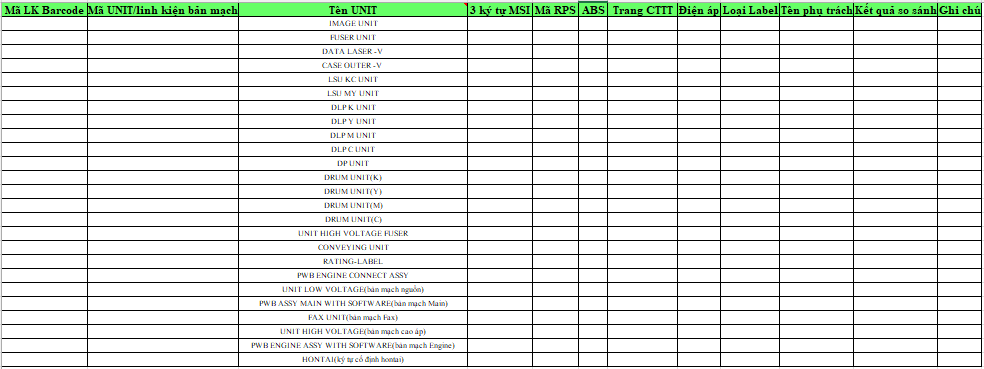 Mã LK Barcode Mã UNIT/linh kiện bản mạch Tên UNIT 3 ký tự MSI Mã RPS ABS Trang CTTT Điện áp Loại Label Tên phụ trách Kết quả so sánh Ghi chú
IMAGE UNIT
FUSER UNIT
DATA LASER -V
CASE OUTER -V
LSU KC UNIT
LSU MY UNIT
DLP K UNIT
DLP Y UNIT
DLP M UNIT
DLP C UNIT
DP UNIT
DRUM UNIT(K)
DRUM UNIT(Y)
DRUM UNIT(M)
DRUM UNIT(C)
UNIT HIGH VOLTAGE FUSER
CONVEYING UNIT
RATING-LABEL
PWB ENGINE CONNECT ASSY
UNIT LOW VOLTAGE(bản mạch nguồn)
PWB ASSY MAIN WITH SOFTWARE(bản mạch Main)
FAX UNIT(bản mạch Fax)
UNIT HIGH VOLTAGE(bản mạch cao áp)
PWB ENGINE ASSY WITH SOFTWARE(bản mạch Engine)
HONTAI(ký tự cố định hontai)